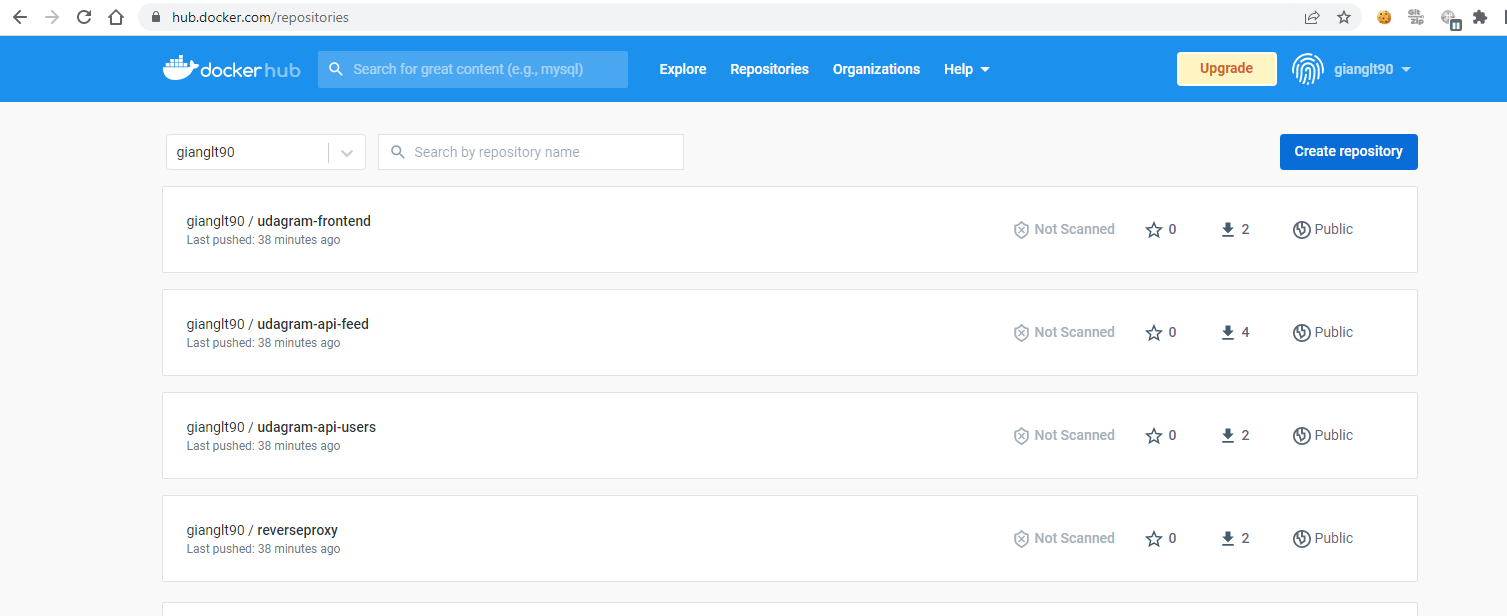 hub.docker.com/repositories
Git
Zip
docker hub
Search for great content (e.g., mysql)
Explore
Repositories
Organizations
Help
Upgrade
gianglt90
gianglt90
Search by repository name
Create repository
gianglt90 / udagram-frontend
Last pushed: 38 minutes ago
Not Scanned
0
2
Public
gianglt90 / udagram-api-feed
Last pushed: 38 minutes ago
Not Scanned
0
4
Public
gianglt90 / udagram-api-users
Last pushed: 38 minutes ago
Not Scanned
0
2
Public
gianglt90 / reverseproxy
Last pushed: 38 minutes ago
Not Scanned
0
2
Public